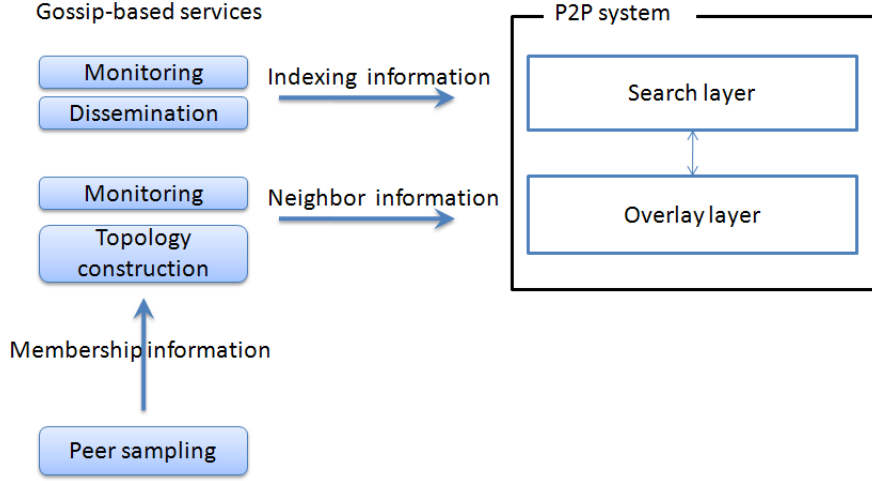 Gossip-based services
P2P system
Monitoring
Indexing information
Search layer
Dissemination
Monitoring
Neighbor information
Overlay layer
Topology
construction
Membership information
Peer sampling